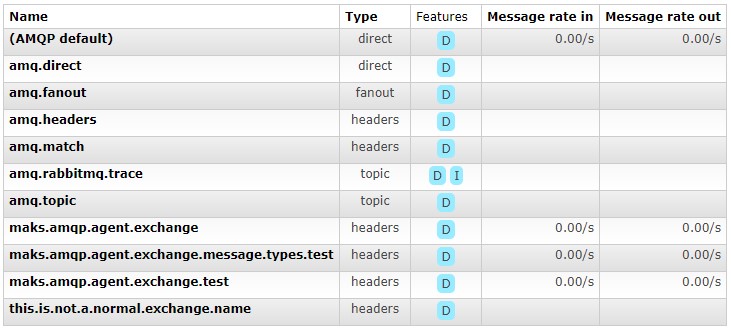 Name Type Features Message rate in Message rate out
(AMQP default) direct D 0.00/s 0.00/s
amq.direct direct D
amq.fanout fanout D
amq.headers headers D
amq.match headers D
amq.rabbitmq.trace topic D I
amq.topic topic D
maks.amqp.agent.exchange headers D 0.00/s 0.00/s
maks.amqp.agent.exchange.message.types.test headers D 0.00/s 0.00/s
maks.amqp.agent.exchange.test headers D 0.00/s 0.00/s
this.is.not.a.normal.exchange.name headers D